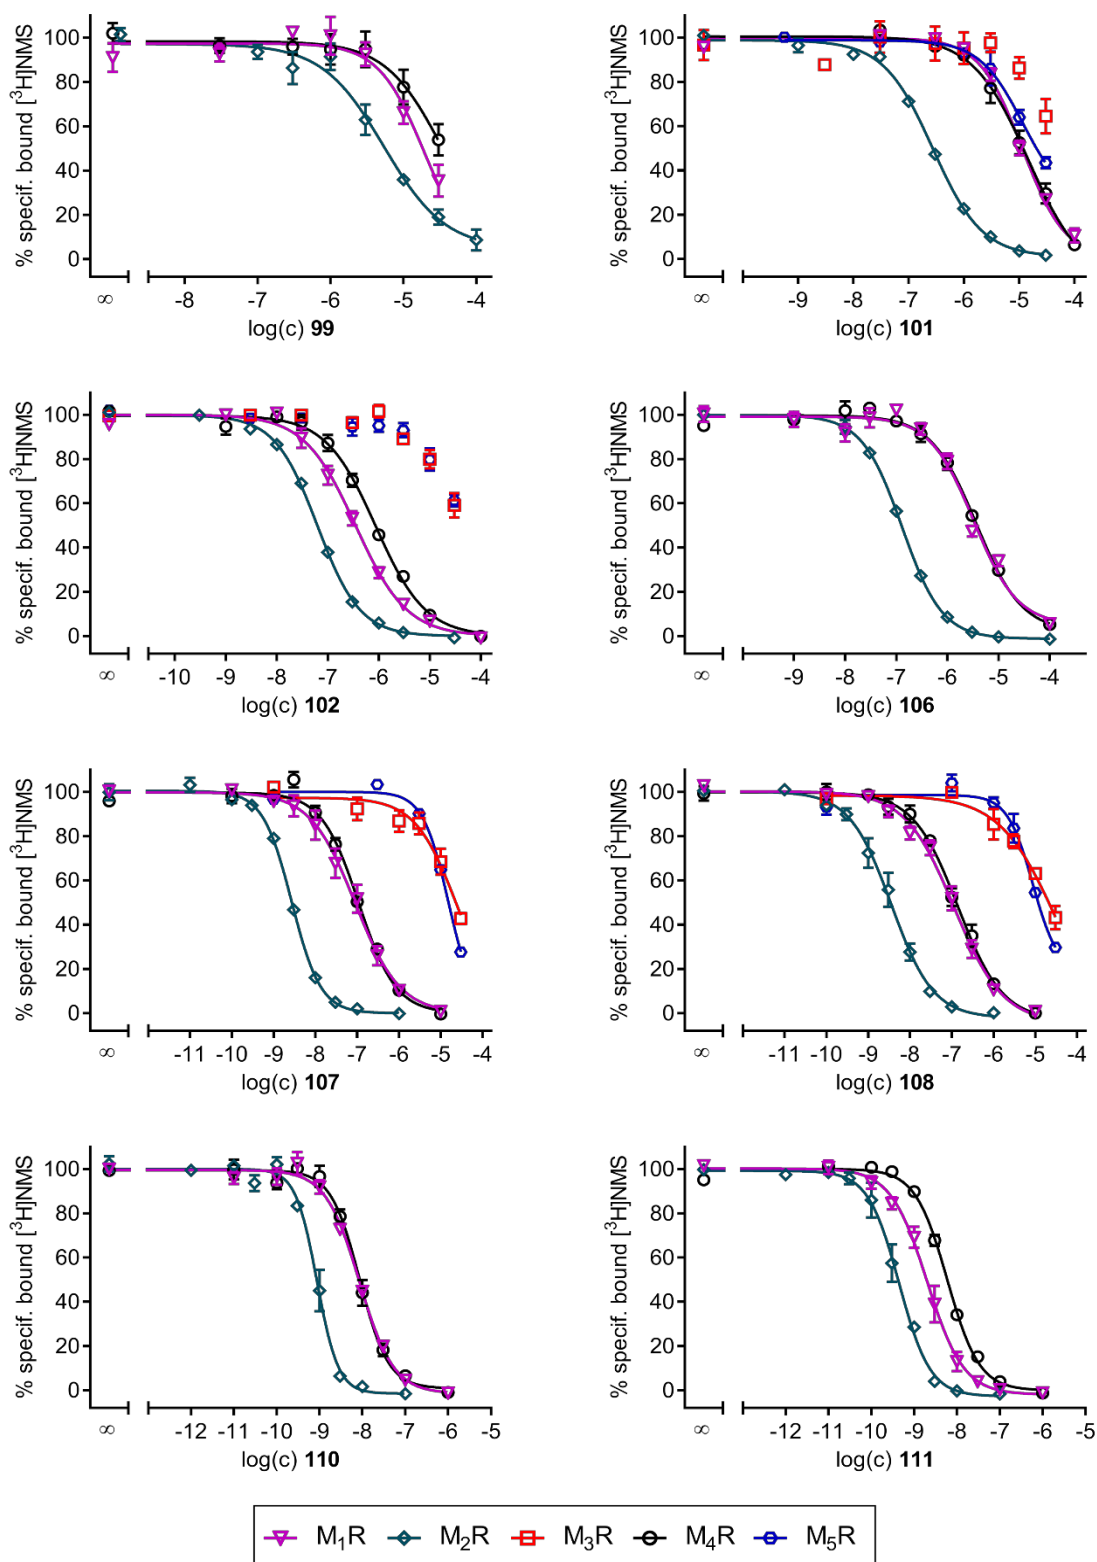 % specif. bound [³H]NMS
100
80
60
40
20
0
∞ -8 -7 -6 -5 -4
log(c) 99
% specif. bound [³H]NMS
100
80
60
40
20
0
∞ -9 -8 -7 -6 -5 -4
log(c) 101
% specif. bound [³H]NMS
100
80
60
40
20
0
∞ -10 -9 -8 -7 -6 -5 -4
log(c) 102
% specif. bound [³H]NMS
100
80
60
40
20
0
∞ -9 -8 -7 -6 -5 -4
log(c) 106
% specif. bound [³H]NMS
100
80
60
40
20
0
∞ -11 -10 -9 -8 -7 -6 -5 -4
log(c) 107
% specif. bound [³H]NMS
100
80
60
40
20
0
∞ -11 -10 -9 -8 -7 -6 -5 -4
log(c) 108
% specif. bound [³H]NMS
100
80
60
40
20
0
∞ -12 -11 -10 -9 -8 -7 -6 -5
log(c) 110
% specif. bound [³H]NMS
100
80
60
40
20
0
∞ -12 -11 -10 -9 -8 -7 -6 -5
log(c) 111
M₁R M₂R M₃R M₄R M₅R